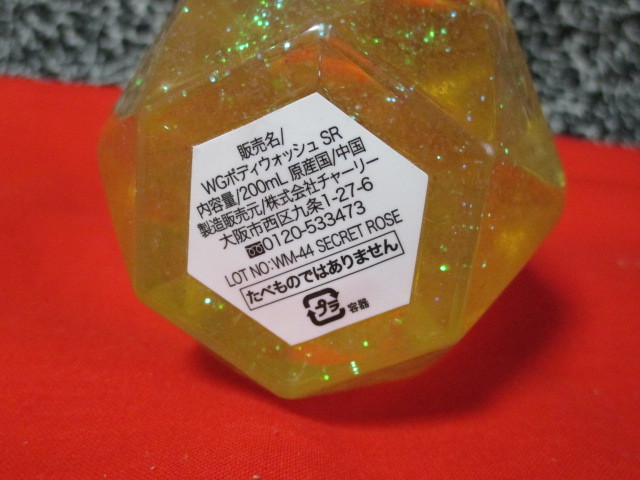 販売名/
WGボディウォッシュ SR
内容量/200mL 原産国/中国
製造販売元/株式会社チャーリー
大阪市西区九条1-27-6
0120-533473
LOT NO:WM-44 SECRET ROSE
たべものではありません
プラ 容器